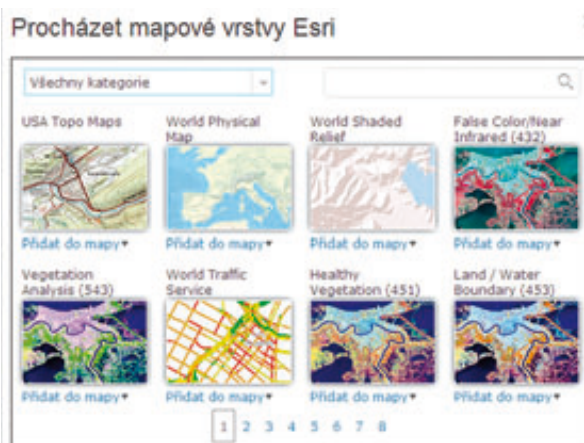 Procházet mapové vrstvy Esri
Všechny kategorie
USA Topo Maps
World Physical
Map
World Shaded
Relief
False Color/Near
Infrared (432)
Přidat do mapy
Přidat do mapy
Přidat do mapy
Přidat do mapy
Vegetation
Analysis (543)
World Traffic
Service
Healthy
Vegetation (451)
Land / Water
Boundary (453)
Přidat do mapy
Přidat do mapy
Přidat do mapy
Přidat do mapy
1 2 3 4 5 6 7 8